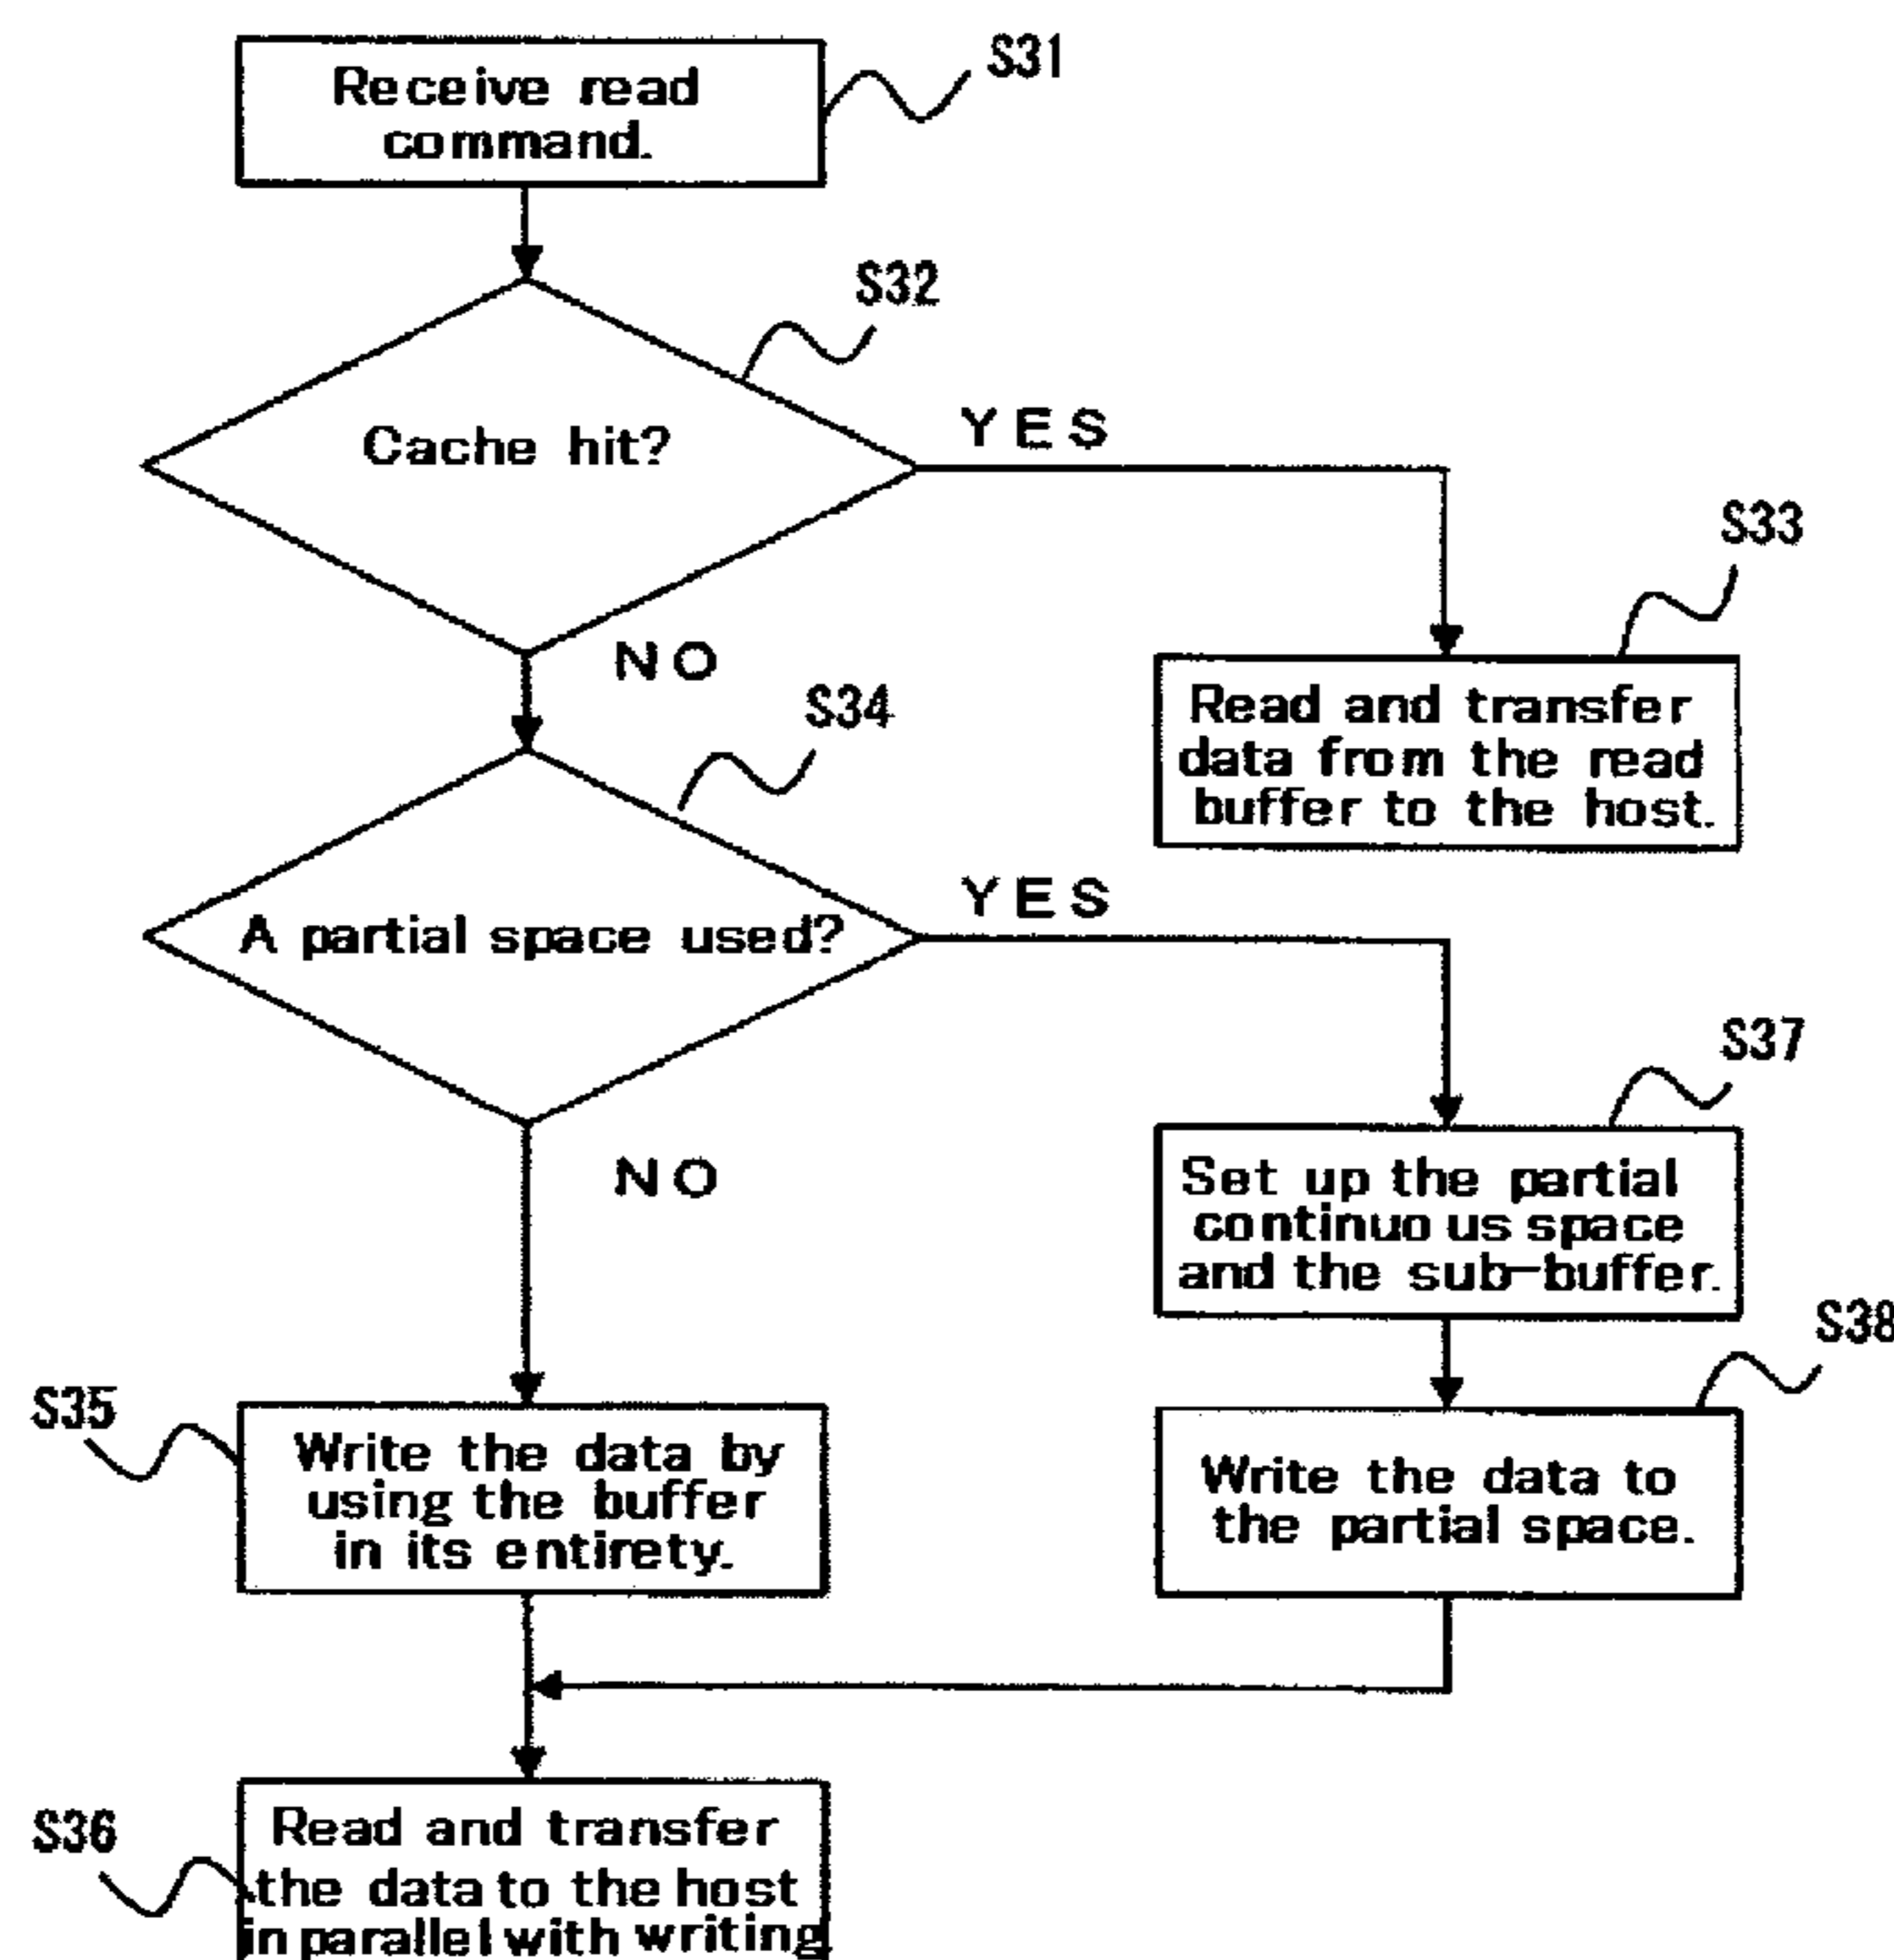 S31
Receive read
command.
S32
Cache hit?
YES
S33
NO
Read and transfer
data from the read
buffer to the host.
S34
A partial space used?
YES
S37
NO
Set up the partial
continuo us space
and the sub-buffer.
S38
S35
Write the data by
using the buffer
in its entirety.
Write the data to
the partial space.
S36
Read and transfer
the data to the host
in parallel with writing